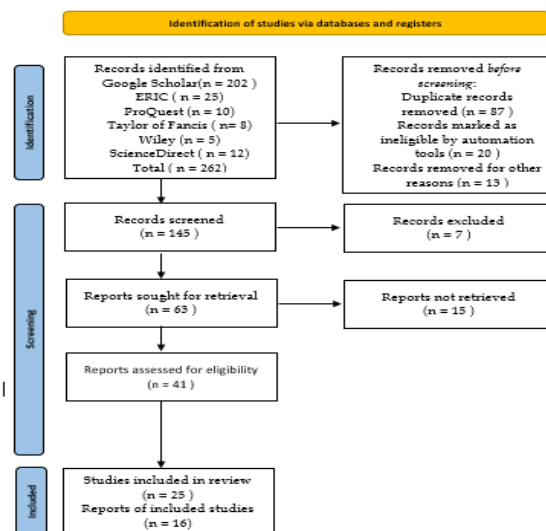 Identification of studies via databases and registers
Identification
Records identified from
Google Scholar(n = 202 )
ERIC ( n = 25)
ProQuest ( n = 10)
Taylor of Fancis ( n= 8)
Wiley ( n = 5)
ScienceDirect ( n = 12)
Total ( n = 262)
Records removed before
screening:
Duplicate records
removed (n = 87 )
Records marked as
ineligible by automation
tools (n = 20 )
Records removed for other
reasons (n = 13 )
Screening
Records screened
(n = 145 )
Records excluded
(n = 7 )
Reports sought for retrieval
(n = 63 )
Reports not retrieved
(n = 15 )
Reports assessed for eligibility
(n = 41 )
Included
Studies included in review
(n = 25 )
Reports of included studies
(n = 16)